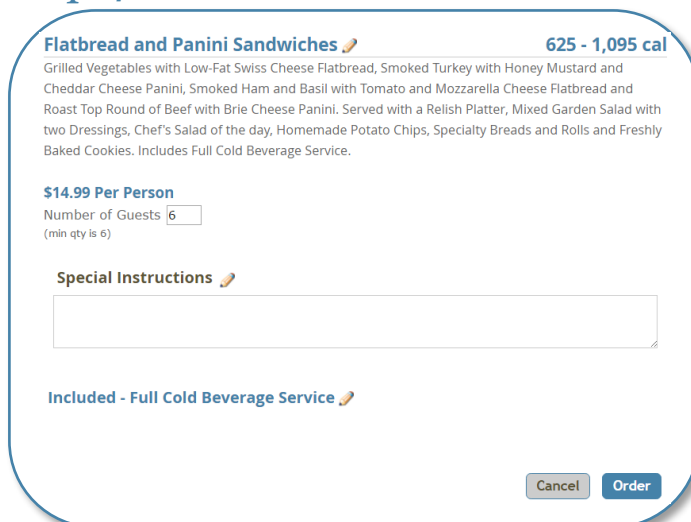 Flatbread and Panini Sandwiches 625 - 1,095 cal
Grilled Vegetables with Low-Fat Swiss Cheese Flatbread, Smoked Turkey with Honey Mustard and
Cheddar Cheese Panini, Smoked Ham and Basil with Tomato and Mozzarella Cheese Flatbread and
Roast Top Round of Beef with Brie Cheese Panini. Served with a Relish Platter, Mixed Garden Salad with
two Dressings, Chef's Salad of the day, Homemade Potato Chips, Specialty Breads and Rolls and Freshly
Baked Cookies. Includes Full Cold Beverage Service.
$14.99 Per Person
Number of Guests 6
(min qty is 6)
Special Instructions
Included - Full Cold Beverage Service
Cancel Order